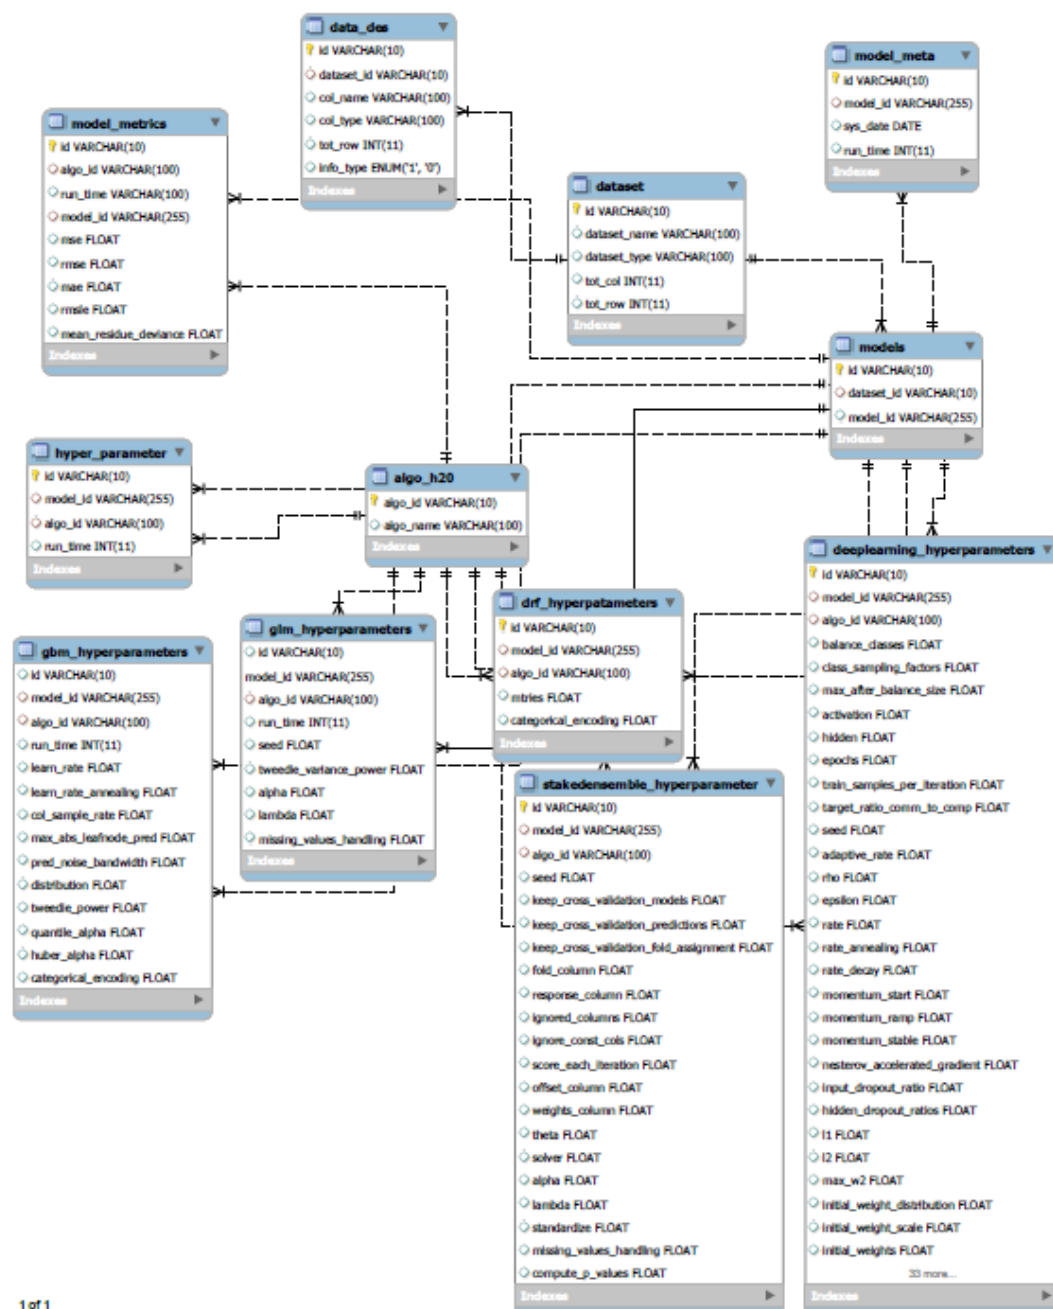 data_des
id VARCHAR(10)
dataset_id VARCHAR(10)
col_name VARCHAR(100)
col_type VARCHAR(100)
tot_row INT(11)
info_type ENUM('1', '0')
Indexes
model_meta
id VARCHAR(10)
model_id VARCHAR(255)
sys_date DATE
run_time INT(11)
Indexes
model_metrics
id VARCHAR(10)
algo_id VARCHAR(100)
run_time VARCHAR(100)
model_id VARCHAR(255)
mse FLOAT
rmse FLOAT
mae FLOAT
rmsle FLOAT
mean_residue_deviance FLOAT
Indexes
dataset
id VARCHAR(10)
dataset_name VARCHAR(100)
dataset_type VARCHAR(100)
tot_col INT(11)
tot_row INT(11)
Indexes
models
id VARCHAR(10)
dataset_id VARCHAR(10)
model_id VARCHAR(255)
Indexes
hyper_parameter
id VARCHAR(10)
model_id VARCHAR(255)
algo_id VARCHAR(100)
run_time INT(11)
Indexes
algo_h20
algo_id VARCHAR(10)
algo_name VARCHAR(100)
Indexes
gbm_hyperparameters
id VARCHAR(10)
model_id VARCHAR(255)
algo_id VARCHAR(100)
run_time INT(11)
learn_rate FLOAT
learn_rate_annealing FLOAT
col_sample_rate FLOAT
max_abs_leafnode_pred FLOAT
pred_noise_bandwidth FLOAT
distribution FLOAT
tweedie_power FLOAT
quantile_alpha FLOAT
huber_alpha FLOAT
categorical_encoding FLOAT
Indexes
glm_hyperparameters
id VARCHAR(10)
model_id VARCHAR(255)
algo_id VARCHAR(100)
run_time INT(11)
seed FLOAT
tweedie_variance_power FLOAT
alpha FLOAT
lambda FLOAT
missing_values_handling FLOAT
Indexes
drf_hyperpatameters
id VARCHAR(10)
model_id VARCHAR(255)
algo_id VARCHAR(100)
mtries FLOAT
categorical_encoding FLOAT
Indexes
stakedensemble_hyperparameter
id VARCHAR(10)
model_id VARCHAR(255)
algo_id VARCHAR(100)
seed FLOAT
keep_cross_validation_models FLOAT
keep_cross_validation_predictions FLOAT
keep_cross_validation_fold_assignment FLOAT
fold_column FLOAT
response_column FLOAT
ignored_columns FLOAT
ignore_const_cols FLOAT
score_each_iteration FLOAT
offset_column FLOAT
weights_column FLOAT
theta FLOAT
solver FLOAT
alpha FLOAT
lambda FLOAT
standardize FLOAT
missing_values_handling FLOAT
compute_p_values FLOAT
Indexes
deeplearning_hyperparameters
id VARCHAR(10)
model_id VARCHAR(255)
algo_id VARCHAR(100)
balance_classes FLOAT
class_sampling_factors FLOAT
max_after_balance_size FLOAT
activation FLOAT
hidden FLOAT
epochs FLOAT
train_samples_per_iteration FLOAT
target_ratio_comm_to_comp FLOAT
seed FLOAT
adaptive_rate FLOAT
rho FLOAT
epsilon FLOAT
rate FLOAT
rate_annealing FLOAT
rate_decay FLOAT
momentum_start FLOAT
momentum_ramp FLOAT
momentum_stable FLOAT
nesterov_accelerated_gradient FLOAT
input_dropout_ratio FLOAT
hidden_dropout_ratios FLOAT
l1 FLOAT
l2 FLOAT
max_w2 FLOAT
initial_weight_distribution FLOAT
initial_weight_scale FLOAT
initial_weights FLOAT
33 more...
Indexes
1 of 1